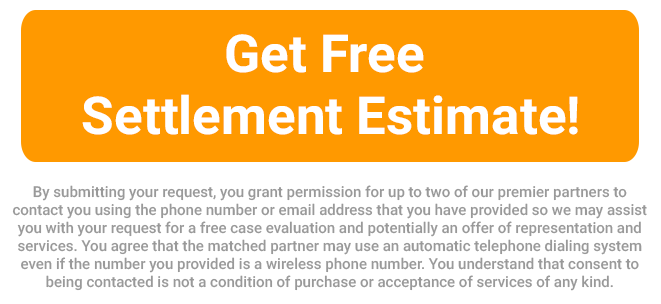 Get Free
Settlement Estimate!
By submitting your request, you grant permission for up to two of our premier partners to
contact you using the phone number or email address that you have provided so we may assist
you with your request for a free case evaluation and potentially an offer of representation and
services. You agree that the matched partner may use an automatic telephone dialing system
even if the number you provided is a wireless phone number. You understand that consent to
being contacted is not a condition of purchase or acceptance of services of any kind.